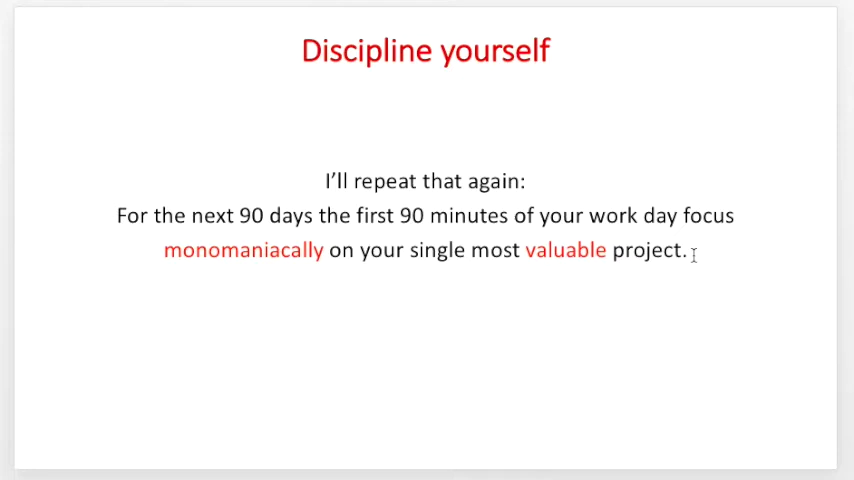 Discipline yourself
I’ll repeat that again:
For the next 90 days the first 90 minutes of your work day focus
monomaniacally on your single most valuable project.